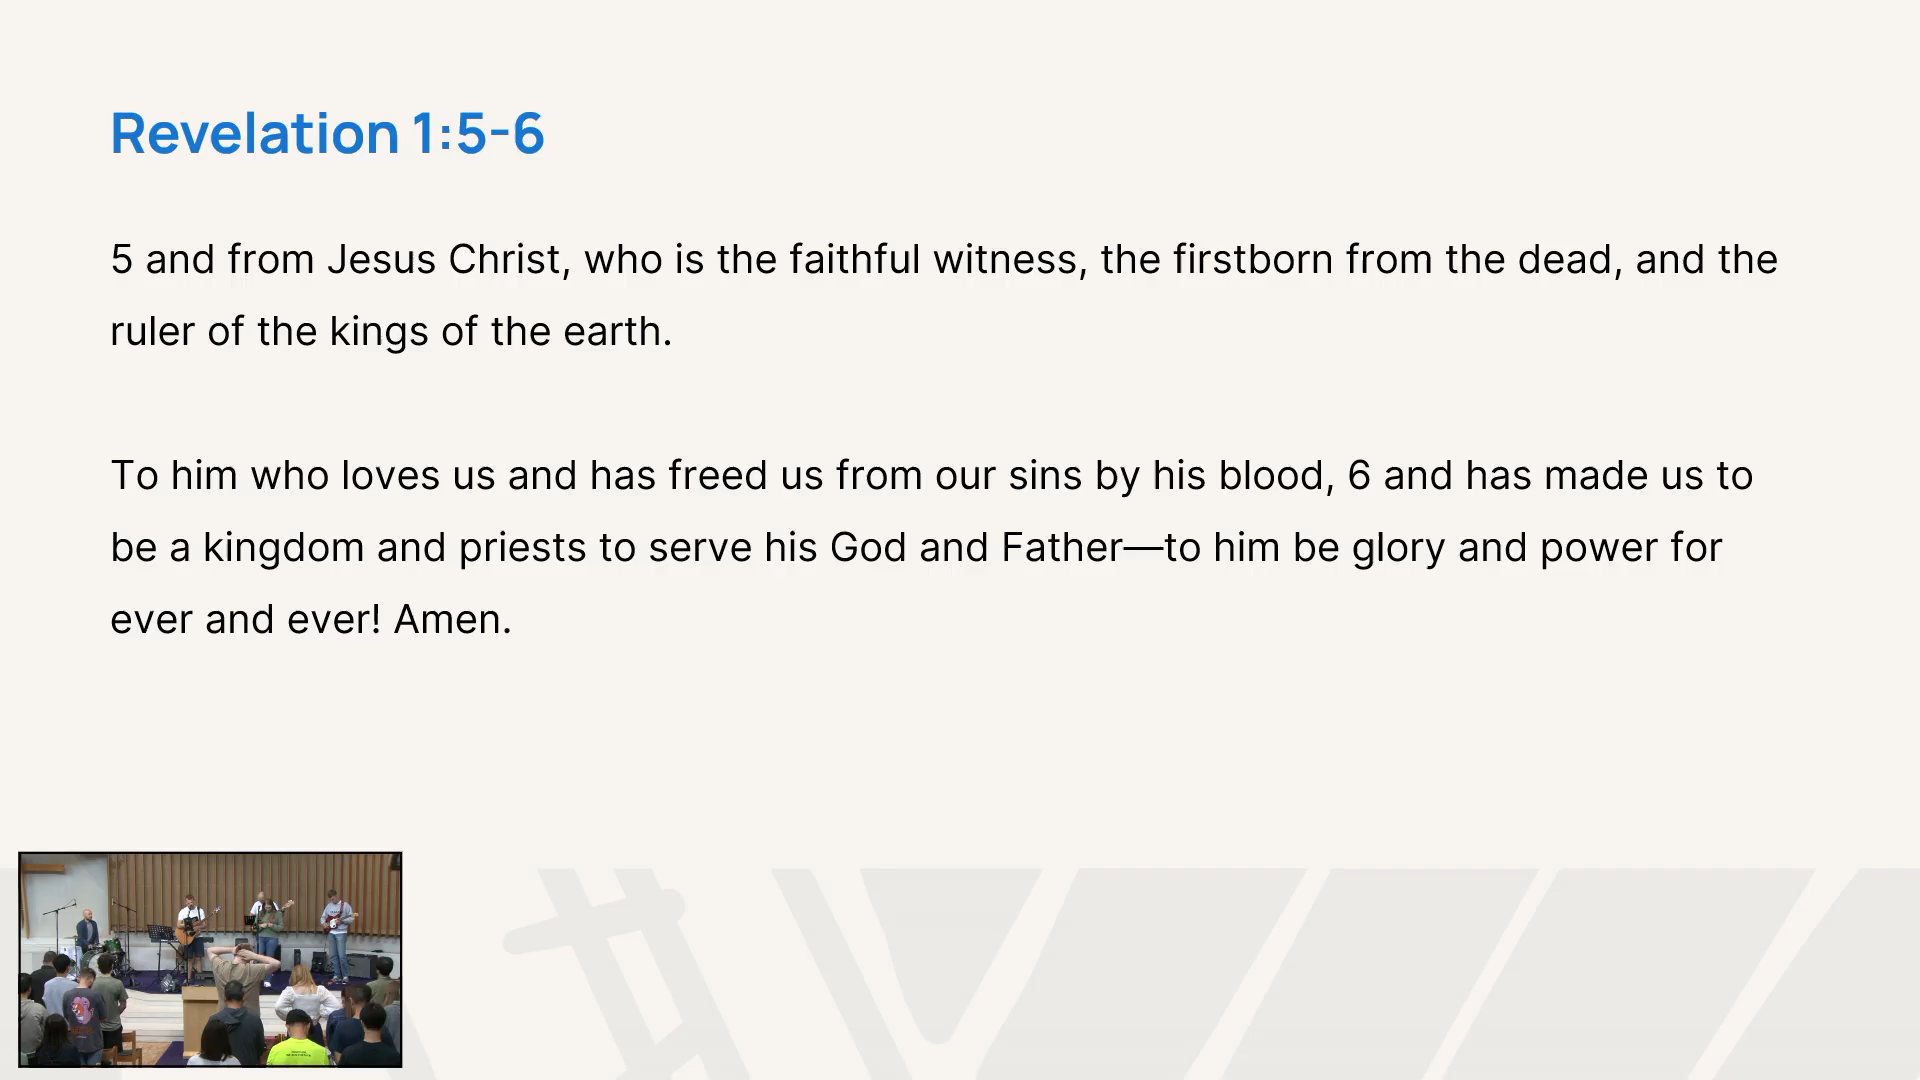 Revelation 1:5-6
5 and from Jesus Christ, who is the faithful witness, the firstborn from the dead, and the
ruler of the kings of the earth.
To him who loves us and has freed us from our sins by his blood, 6 and has made us to
be a kingdom and priests to serve his God and Father—to him be glory and power for
ever and ever! Amen.